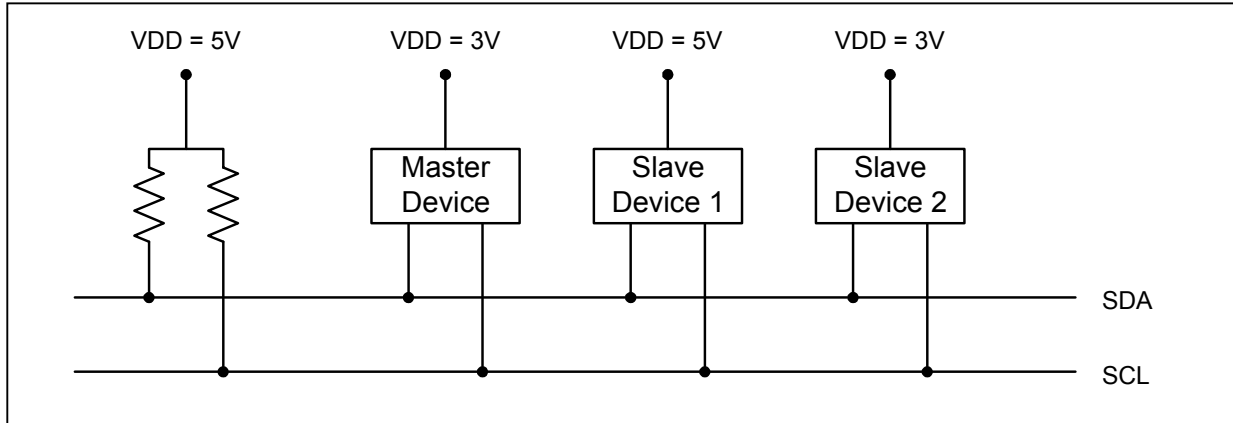 VDD = 5V
VDD = 3V
VDD = 5V
VDD = 3V
Master
Device
Slave
Device 1
Slave
Device 2
SDA
SCL